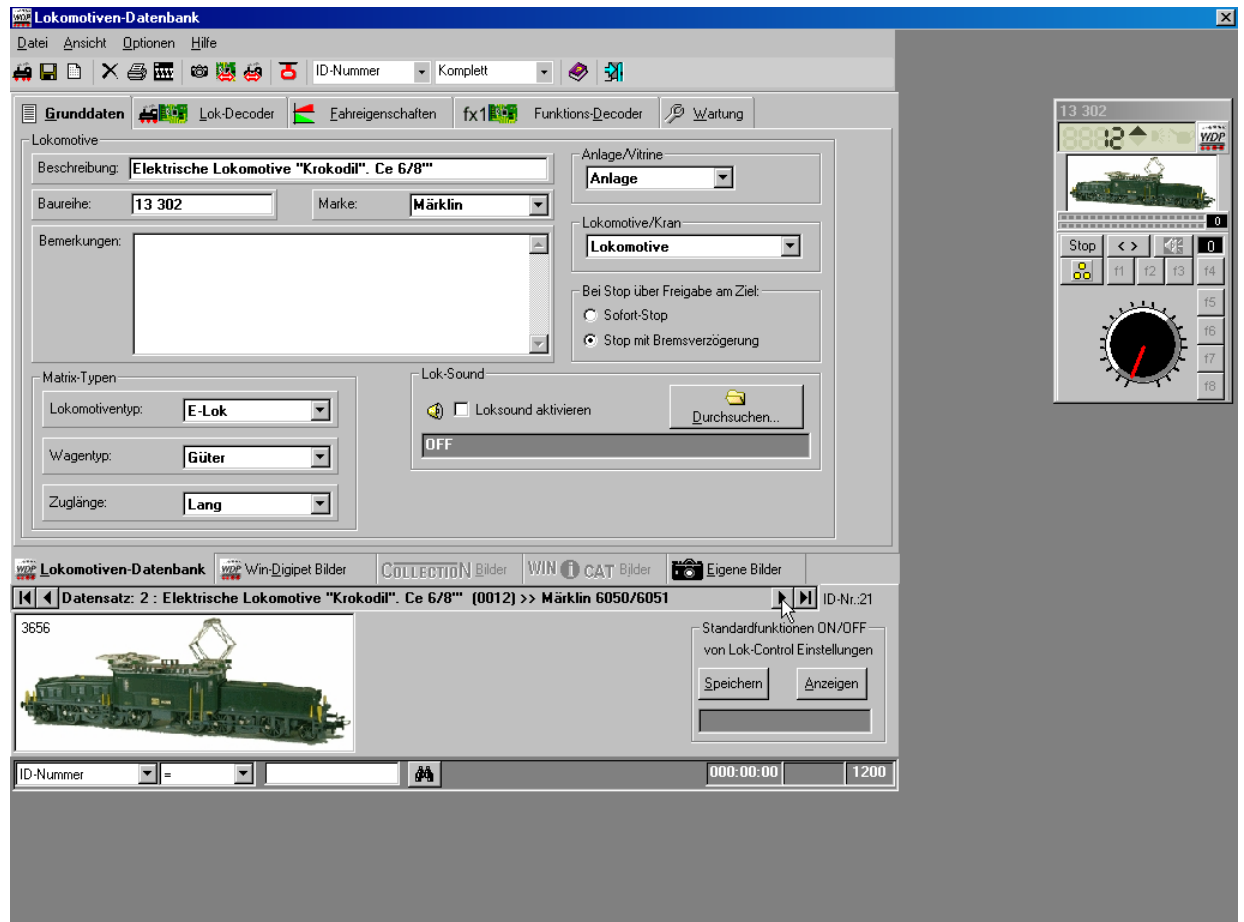 Lokomotiven-Datenbank
Datei Ansicht Optionen Hilfe
ID-Nummer Komplett
Grunddaten Lok-Decoder Fahreigenschaften fx1 Funktions-Decoder Wartung
Lokomotive
Beschreibung: Elektrische Lokomotive "Krokodil". Ce 6/8'"
Baureihe: 13 302 Marke: Märklin
Bemerkungen:
Anlage/Vitrine
Anlage
Lokomotive/Kran
Lokomotive
Bei Stop über Freigabe am Ziel:
Sofort-Stop
Stop mit Bremsverzögerung
Matrix-Typen
Lokomotiventyp: E-Lok
Wagentyp: Güter
Zuglänge: Lang
Lok-Sound
Loksound aktivieren
Durchsuchen...
OFF
Lokomotiven-Datenbank Win-Digipet Bilder COLLECTION Bilder WIN CAT Bilder Eigene Bilder
Datensatz: 2 : Elektrische Lokomotive "Krokodil". Ce 6/8'" (0012) >> Märklin 6050/6051 ID-Nr.:21
3656
Standardfunktionen ON/OFF
von Lok-Control Einstellungen
Speichern Anzeigen
ID-Nummer = 000:00:00 1200
13 302
12 WDP
0
Stop < > 0
f1 f2 f3 f4
f5
f6
f7
f8